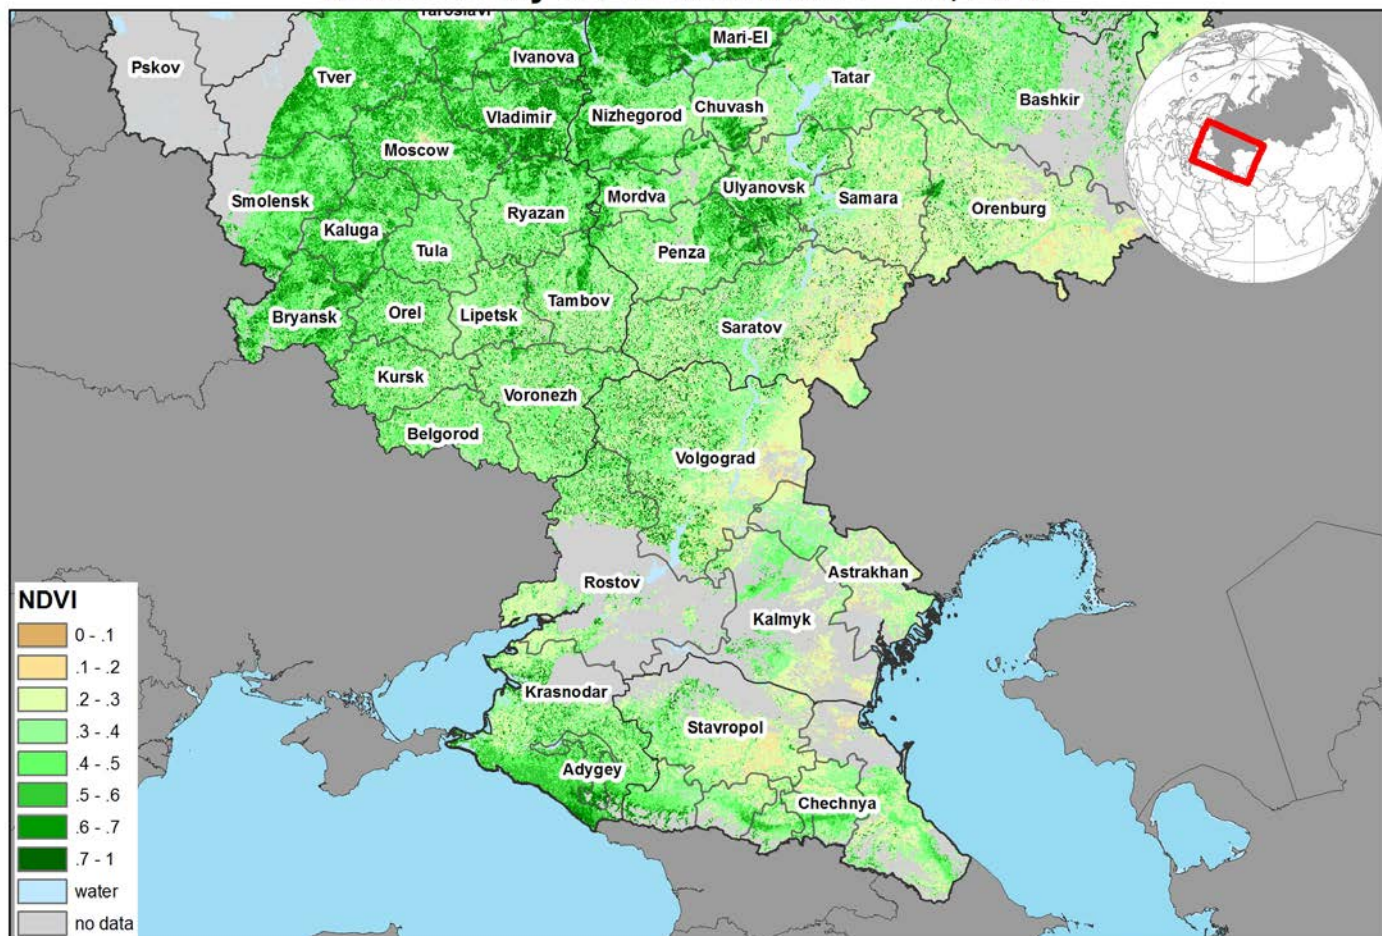 Yaroslavl
Mari-El
Ivanova
Pskov
Tver
Tatar
Bashkir
Chuvash
Nizhegorod
Vladimir
Moscow
Ulyanovsk
Mordva
Samara
Smolensk
Orenburg
Ryazan
Kaluga
Tula
Penza
Tambov
Orel
Lipetsk
Bryansk
Saratov
Kursk
Voronezh
Belgorod
Volgograd
Astrakhan
Rostov
Kalmyk
Krasnodar
Stavropol
Adygey
Chechnya
NDVI
0 - .1
.1 - .2
.2 - .3
.3 - .4
.4 - .5
.5 - .6
.6 - .7
.7 - 1
water
no data